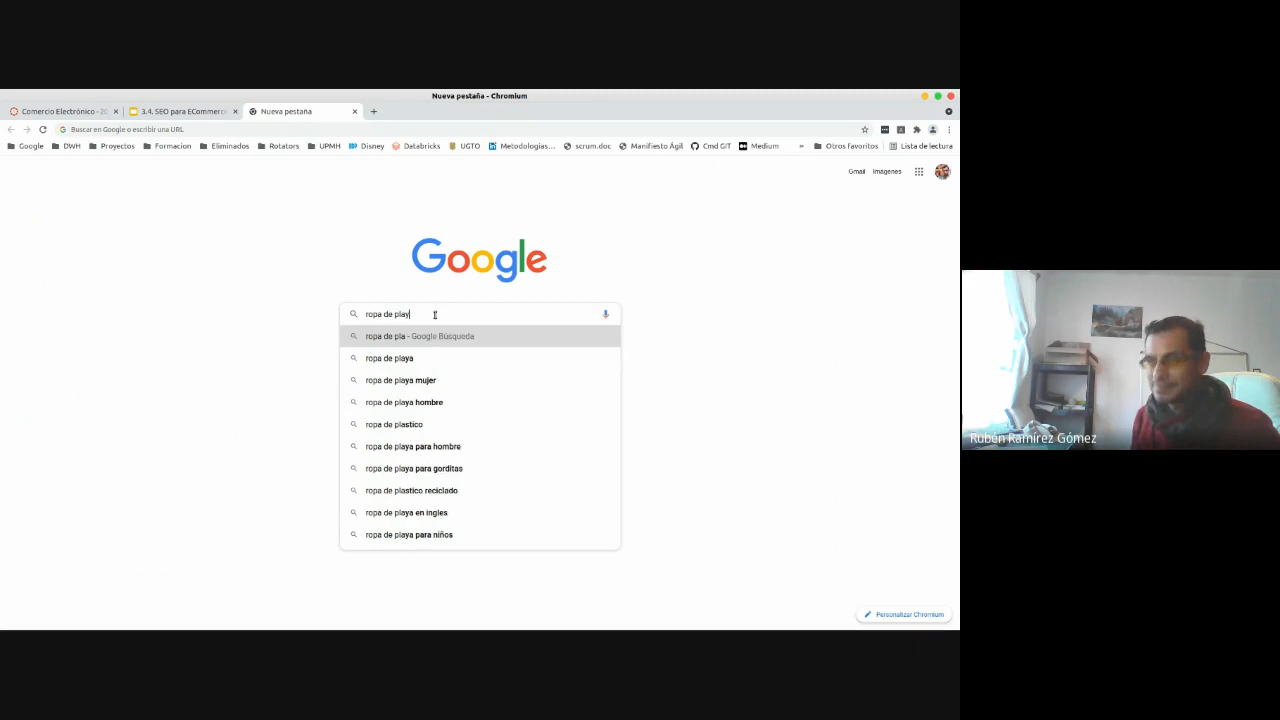 Nueva pestaña - Chromium
Comercio Electrónico - 20
3.4. SEO para ECommerc
Nueva pestaña
Buscar en Google o escribir una URL
Google DWH Proyectos Formacion Eliminados Rotators UPMH Disney Databricks UGTO Metodologías... scrum.doc Manifiesto Ágil Cmd GIT Medium » Otros favoritos Lista de lectura
Gmail Imágenes
Google
ropa de play
ropa de pla - Google Búsqueda
ropa de playa
ropa de playa mujer
ropa de playa hombre
ropa de plastico
ropa de playa para hombre
ropa de playa para gorditas
ropa de plastico reciclado
ropa de playa en ingles
ropa de playa para niños
Personalizar Chromium
Rubén Ramírez Gómez